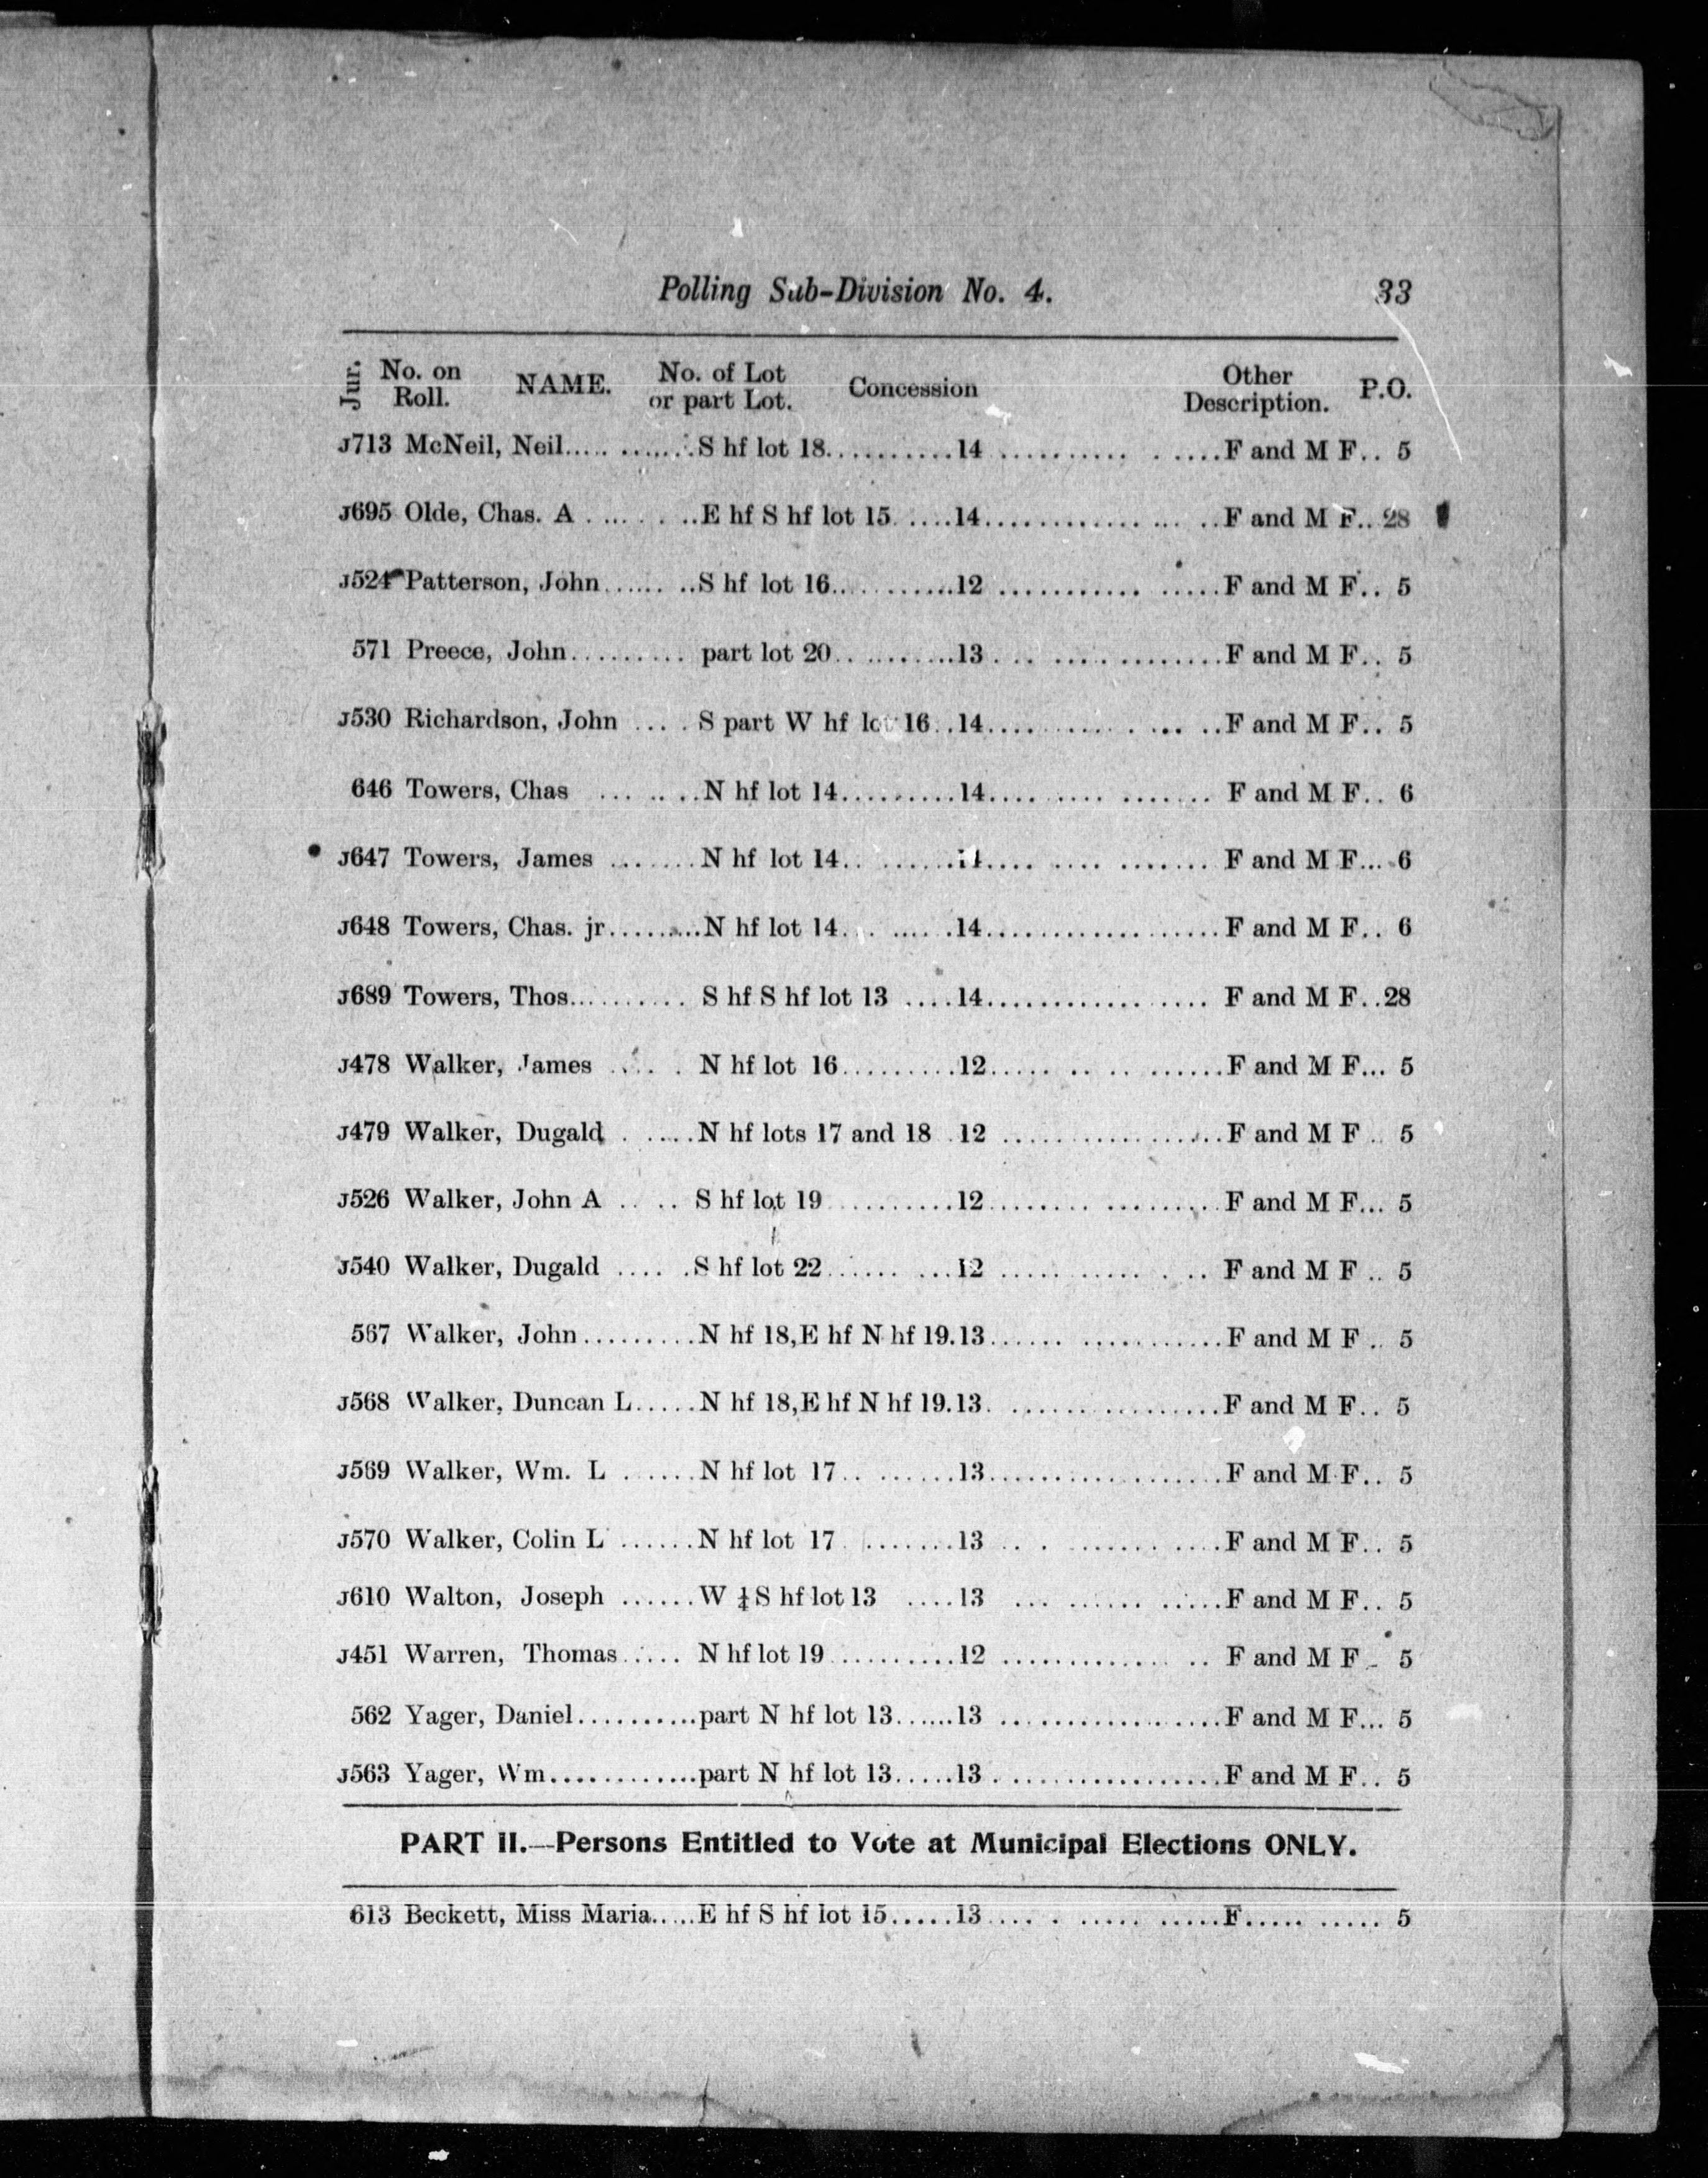 Polling Sub-Division No. 4. 33
Jur. No. on Roll. NAME. No. of Lot or part Lot. Concession Other Description. P.O.
J713 McNeil, Neil............S hf lot 18...........14................F and M F.. 5
J695 Olde, Chas. A..........E hf S hf lot 15.....14.................F and M F..28
J524 Patterson, John........S hf lot 16...........12................F and M F.. 5
571 Preece, John.......... part lot 20...........13................F and M F.. 5
J530 Richardson, John ....S part W hf lot 16..14................F and M F.. 5
646 Towers, Chas ........N hf lot 14..........14................F and M F.. 6
J647 Towers, James .......N hf lot 14..........14................F and M F... 6
J648 Towers, Chas. jr.........N hf lot 14.........14...................F and M F.. 6
J689 Towers, Thos.......... S hf S hf lot 13 ....14................. F and M F..28
J478 Walker, James ..... N hf lot 16..........12................F and M F... 5
J479 Walker, Dugald ......N hf lots 17 and 18 .12 .................F and M F .. 5
J526 Walker, John A .... S hf lot 19...........12.................F and M F... 5
J540 Walker, Dugald ......S hf lot 22.........12 ............... F and M F .. 5
567 Walker, John.........N hf 18,E hf N hf 19.13..................F and M F .. 5
J568 Walker, Duncan L.....N hf 18,E hf N hf 19.13..................F and M F.. 5
J569 Walker, Wm. L ......N hf lot 17.........13...................F and M F.. 5
J570 Walker, Colin L ......N hf lot 17 ........13 ..............F and M F.. 5
J610 Walton, Joseph ......W ¼ S hf lot 13 ....13 ..............F and M F.. 5
J451 Warren, Thomas..... N hf lot 19...........12 ............... F and M F.. 5
562 Yager, Daniel...........part N hf lot 13......13 ..................F and M F... 5
J563 Yager, Wm.............part N hf lot 13......13 ...................F and M F.. 5
PART II.—Persons Entitled to Vote at Municipal Elections ONLY.
613 Beckett, Miss Maria.....E hf S hf lot 15.....13...............F........... 5